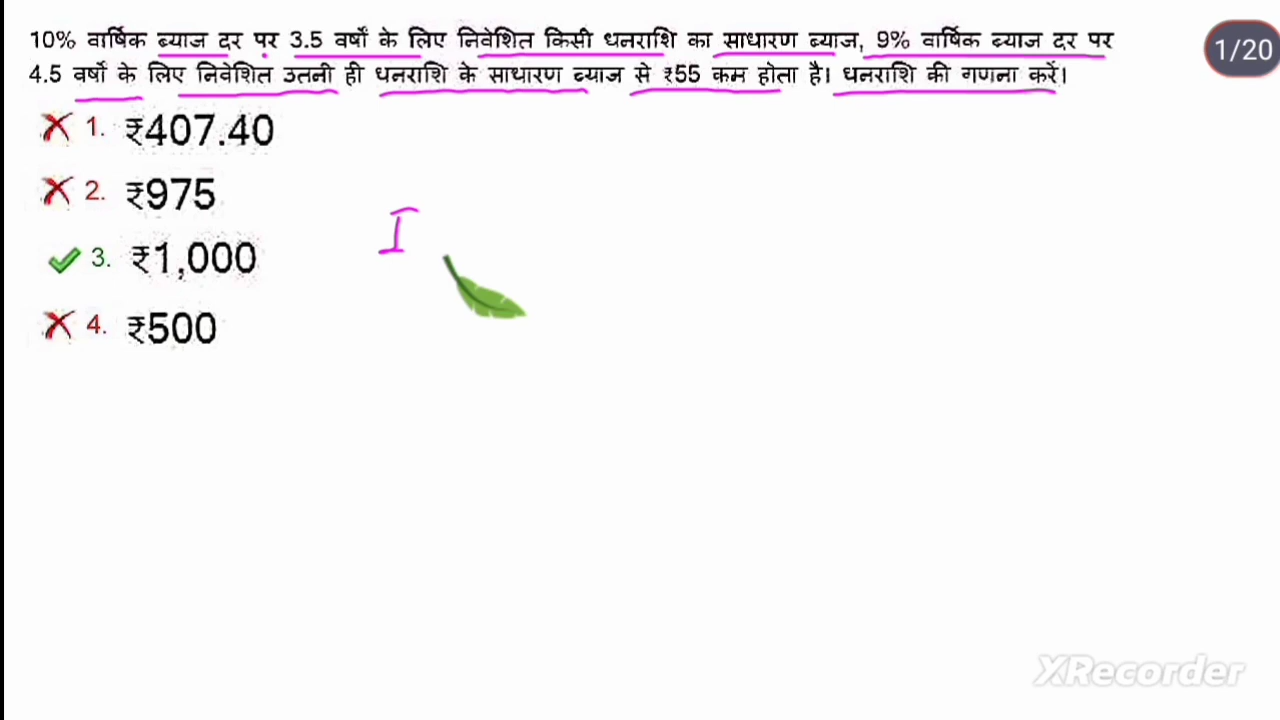 10% वार्षिक ब्याज दर पर 3.5 वर्षों के लिए निवेशित किसी धनराशि का साधारण ब्याज, 9% वार्षिक ब्याज दर पर
4.5 वर्षों के लिए निवेशित उतनी ही धनराशि के साधारण ब्याज से ₹55 कम होता है। धनराशि की गणना करें।
1/20
1. ₹407.40
2. ₹975
3. ₹1,000
4. ₹500
I
XRecorder